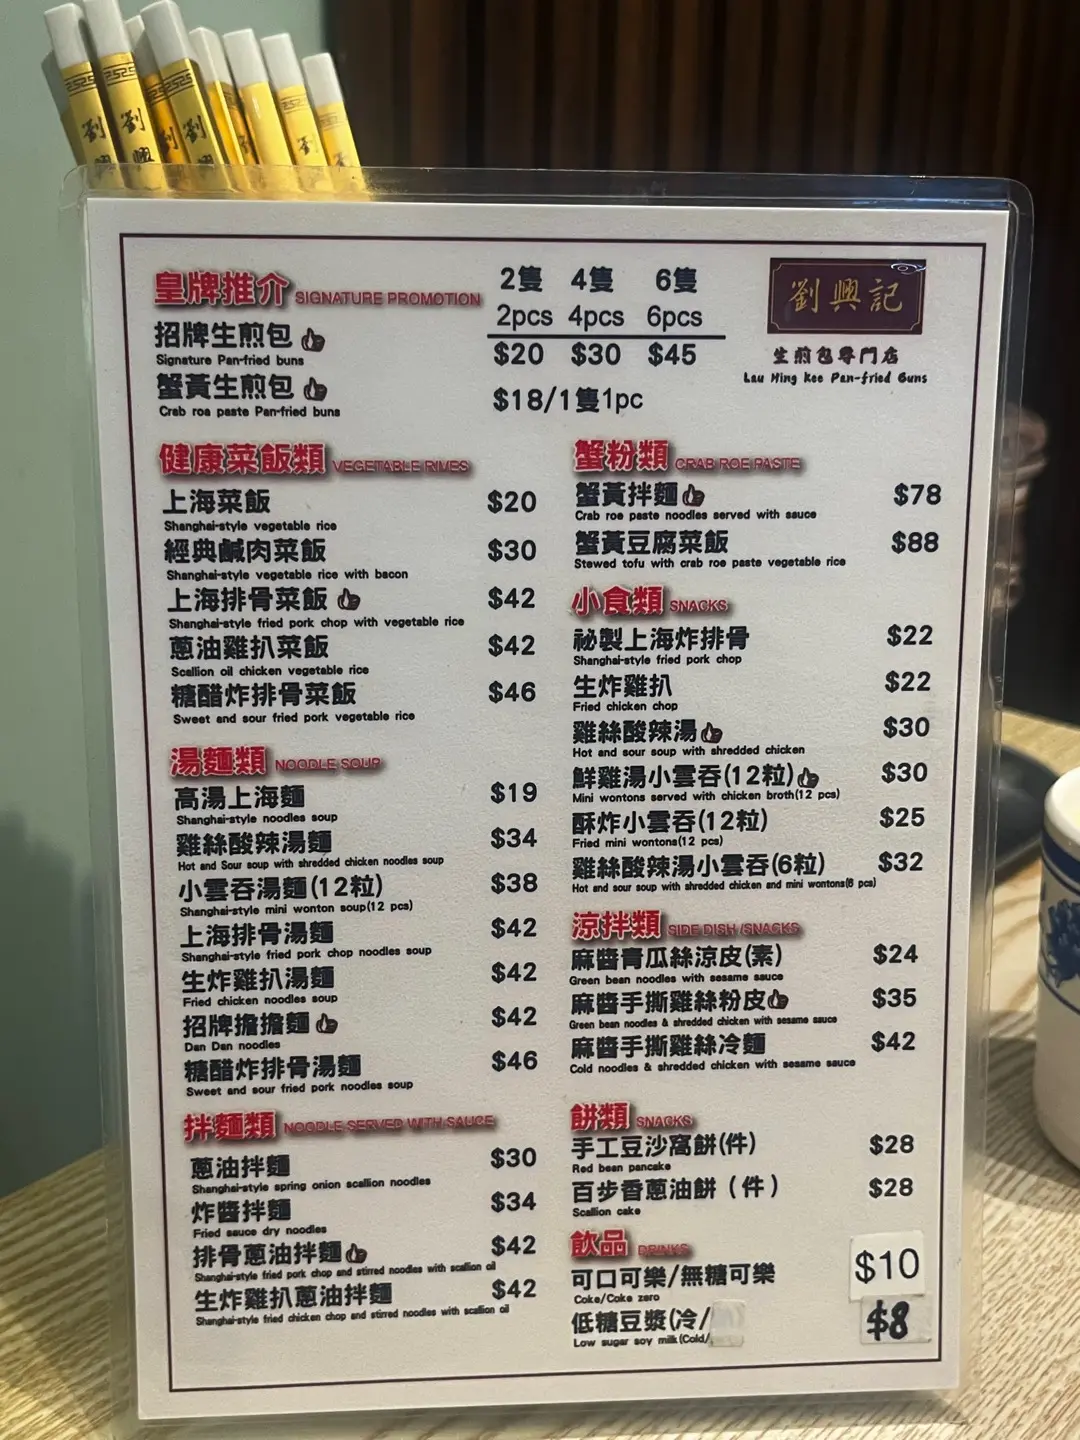 劉 劉 劉
興 興 興
皇牌推介 SIGNATURE PROMOTION
2隻 4隻 6隻
2pcs 4pcs 6pcs
招牌生煎包 $20 $30 $45
Signature Pan-fried buns
蟹黃生煎包 $18/1隻1pc
Crab roe paste Pan-fried buns
劉興記
生煎包專門店
Lau Hing Kee Pan-fried Buns
健康菜飯類 VEGETABLE RIVES
上海菜飯 $20
Shanghai-style vegetable rice
經典鹹肉菜飯 $30
Shanghai-style vegetable rice with bacon
上海排骨菜飯 $42
Shanghai-style fried pork chop with vegetable rice
蔥油雞扒菜飯 $42
Scallion oil chicken vegetable rice
糖醋炸排骨菜飯 $46
Sweet and sour fried pork vegetable rice
湯麵類 NOODLE SOUP
高湯上海麵 $19
Shanghai-style noodles soup
雞絲酸辣湯麵 $34
Hot and Sour soup with shredded chicken noodles soup
小雲吞湯麵(12粒) $38
Shanghai-style mini wonton soup(12 pcs)
上海排骨湯麵 $42
Shanghai-style fried pork chop noodles soup
生炸雞扒湯麵 $42
Fried chicken noodles soup
招牌擔擔麵 $42
Dan Dan noodles
糖醋炸排骨湯麵 $46
Sweet and sour fried pork noodles soup
拌麵類 NOODLE SERVED WITH SAUCE
蔥油拌麵 $30
Shanghai-style spring onion scallion noodles
炸醬拌麵 $34
Fried sauce dry noodles
排骨蔥油拌麵 $42
Shanghai-style fried pork chop and stirred noodles with scallion oil
生炸雞扒蔥油拌麵 $42
Shanghai-style fried chicken chop and stirred noodles with scallion oil
蟹粉類 CRAB ROE PASTE
蟹黃拌麵 $78
Crab roe paste noodles served with sauce
蟹黃豆腐菜飯 $88
Stewed tofu with crab roe paste vegetable rice
小食類 SNACKS
祕製上海炸排骨 $22
Shanghai-style fried pork chop
生炸雞扒 $22
Fried chicken chop
雞絲酸辣湯 $30
Hot and sour soup with shredded chicken
鮮雞湯小雲吞(12粒) $30
Mini wontons served with chicken broth(12 pcs)
酥炸小雲吞(12粒) $25
Fried mini wontons(12 pcs)
雞絲酸辣湯小雲吞(6粒) $32
Hot and sour soup with shredded chicken and mini wontons(6 pcs)
涼拌類 SIDE DISH /SNACKS
麻醬青瓜絲涼皮(素) $24
Green bean noodles with sesame sauce
麻醬手撕雞絲粉皮 $35
Green bean noodles & shredded chicken with sesame sauce
麻醬手撕雞絲冷麵 $42
Cold noodles & shredded chicken with sesame sauce
餅類 SNACKS
手工豆沙窩餅(件) $28
Red bean pancake
百步香蔥油餅(件) $28
Scallion cake
飲品 DRINKS
可口可樂/無糖可樂 $10
Coke/Coke zero
低糖豆漿(冷/ $8
Low sugar soy milk(Cold/